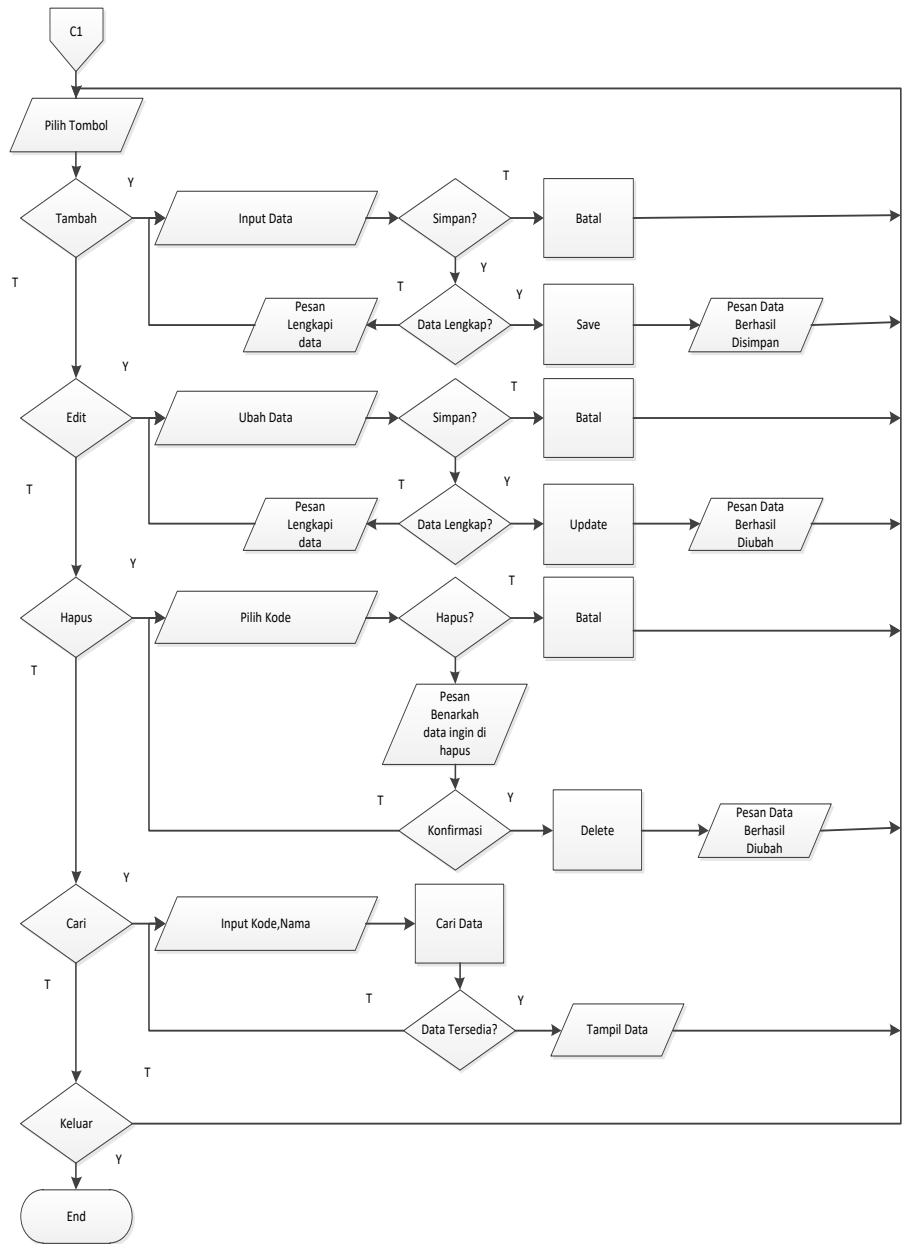 C1
Pilih Tombol
Y
T
Tambah
Input Data
Simpan?
Batal
T
Y
T
Y
Pesan
Lengkapi
data
Data Lengkap?
Save
Pesan Data
Berhasil
Disimpan
Y
T
Edit
Ubah Data
Simpan?
Batal
T
T
Y
Pesan
Lengkapi
data
Data Lengkap?
Update
Pesan Data
Berhasil
Diubah
Y
T
Hapus
Pilih Kode
Hapus?
Batal
T
Pesan
Benarkah
data ingin di
hapus
T
Y
Konfirmasi
Delete
Pesan Data
Berhasil
Diubah
Y
Cari
Input Kode,Nama
Cari Data
T
T
Y
Data Tersedia?
Tampil Data
T
Keluar
Y
End